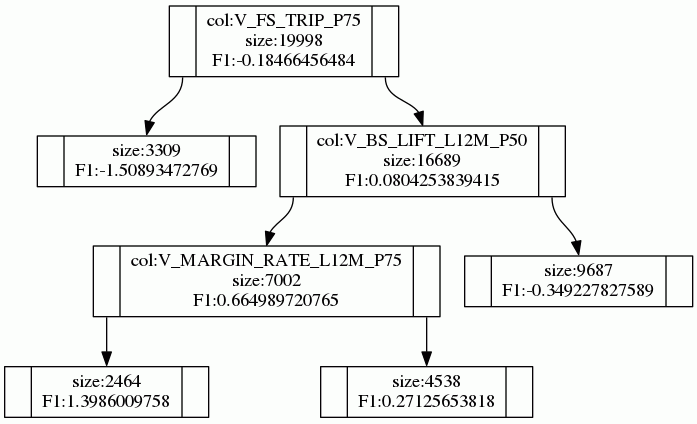 col:V_FS_TRIP_P75
size:19998
F1:-0.18466456484
size:3309
F1:-1.50893472769
col:V_BS_LIFT_L12M_P50
size:16689
F1:0.0804253839415
col:V_MARGIN_RATE_L12M_P75
size:7002
F1:0.664989720765
size:9687
F1:-0.349227827589
size:2464
F1:1.3986009758
size:4538
F1:0.27125653818